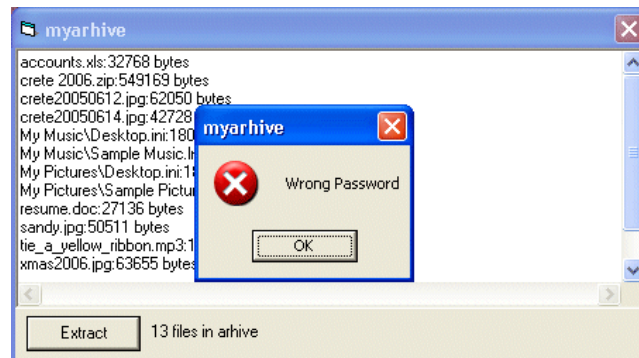 myarhive
accounts.xls:32768 bytes
crete 2006.zip:549169 bytes
crete20050612.jpg:62050 bytes
crete20050614.jpg:42728
My Music\Desktop.ini:180
My Music\Sample Music.
My Pictures\Desktop.ini:1
My Pictures\Sample
resume.doc:27136 bytes
sandy.jpg:50511 bytes
tie_a_yellow_ribbon.mp3:1
xmas2006.jpg:63655 bytes
myarhive
Wrong Password
OK
Extract
13 files in arhive